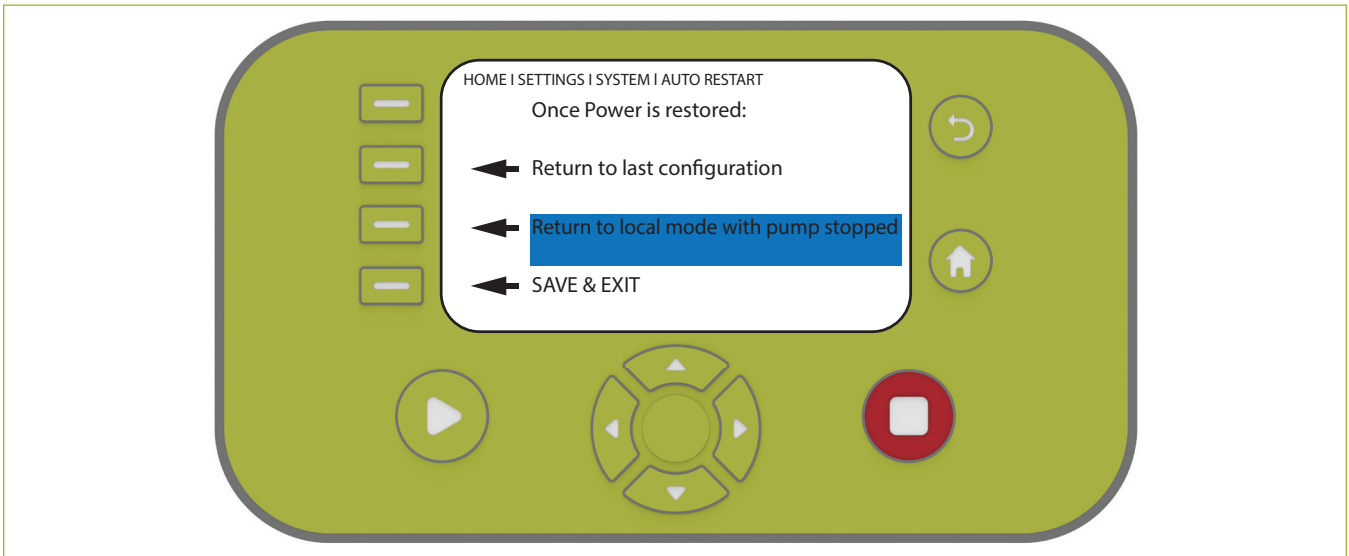 HOME I SETTINGS I SYSTEM I AUTO RESTART
Once Power is restored:
Return to last configuration
Return to local mode with pump stopped
SAVE & EXIT